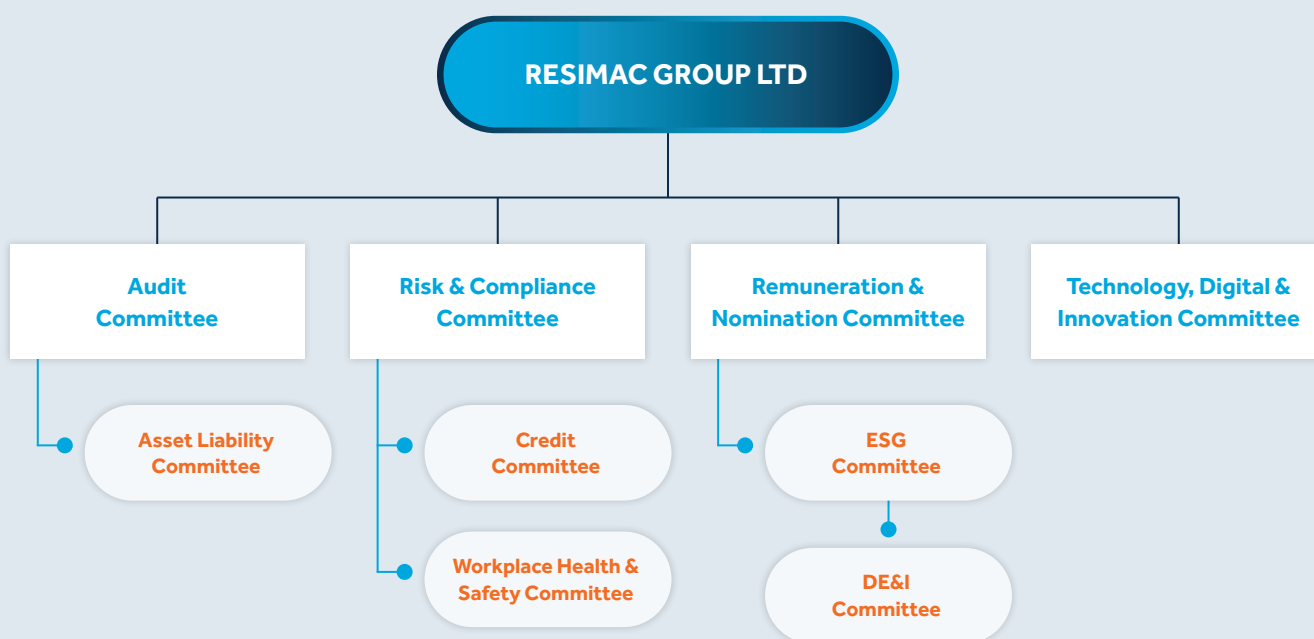 RESIMAC GROUP LTD
Audit
Committee
Risk & Compliance
Committee
Remuneration &
Nomination Committee
Technology, Digital &
Innovation Committee
Asset Liability
Committee
Credit
Committee
ESG
Committee
Workplace Health &
Safety Committee
DE&I
Committee